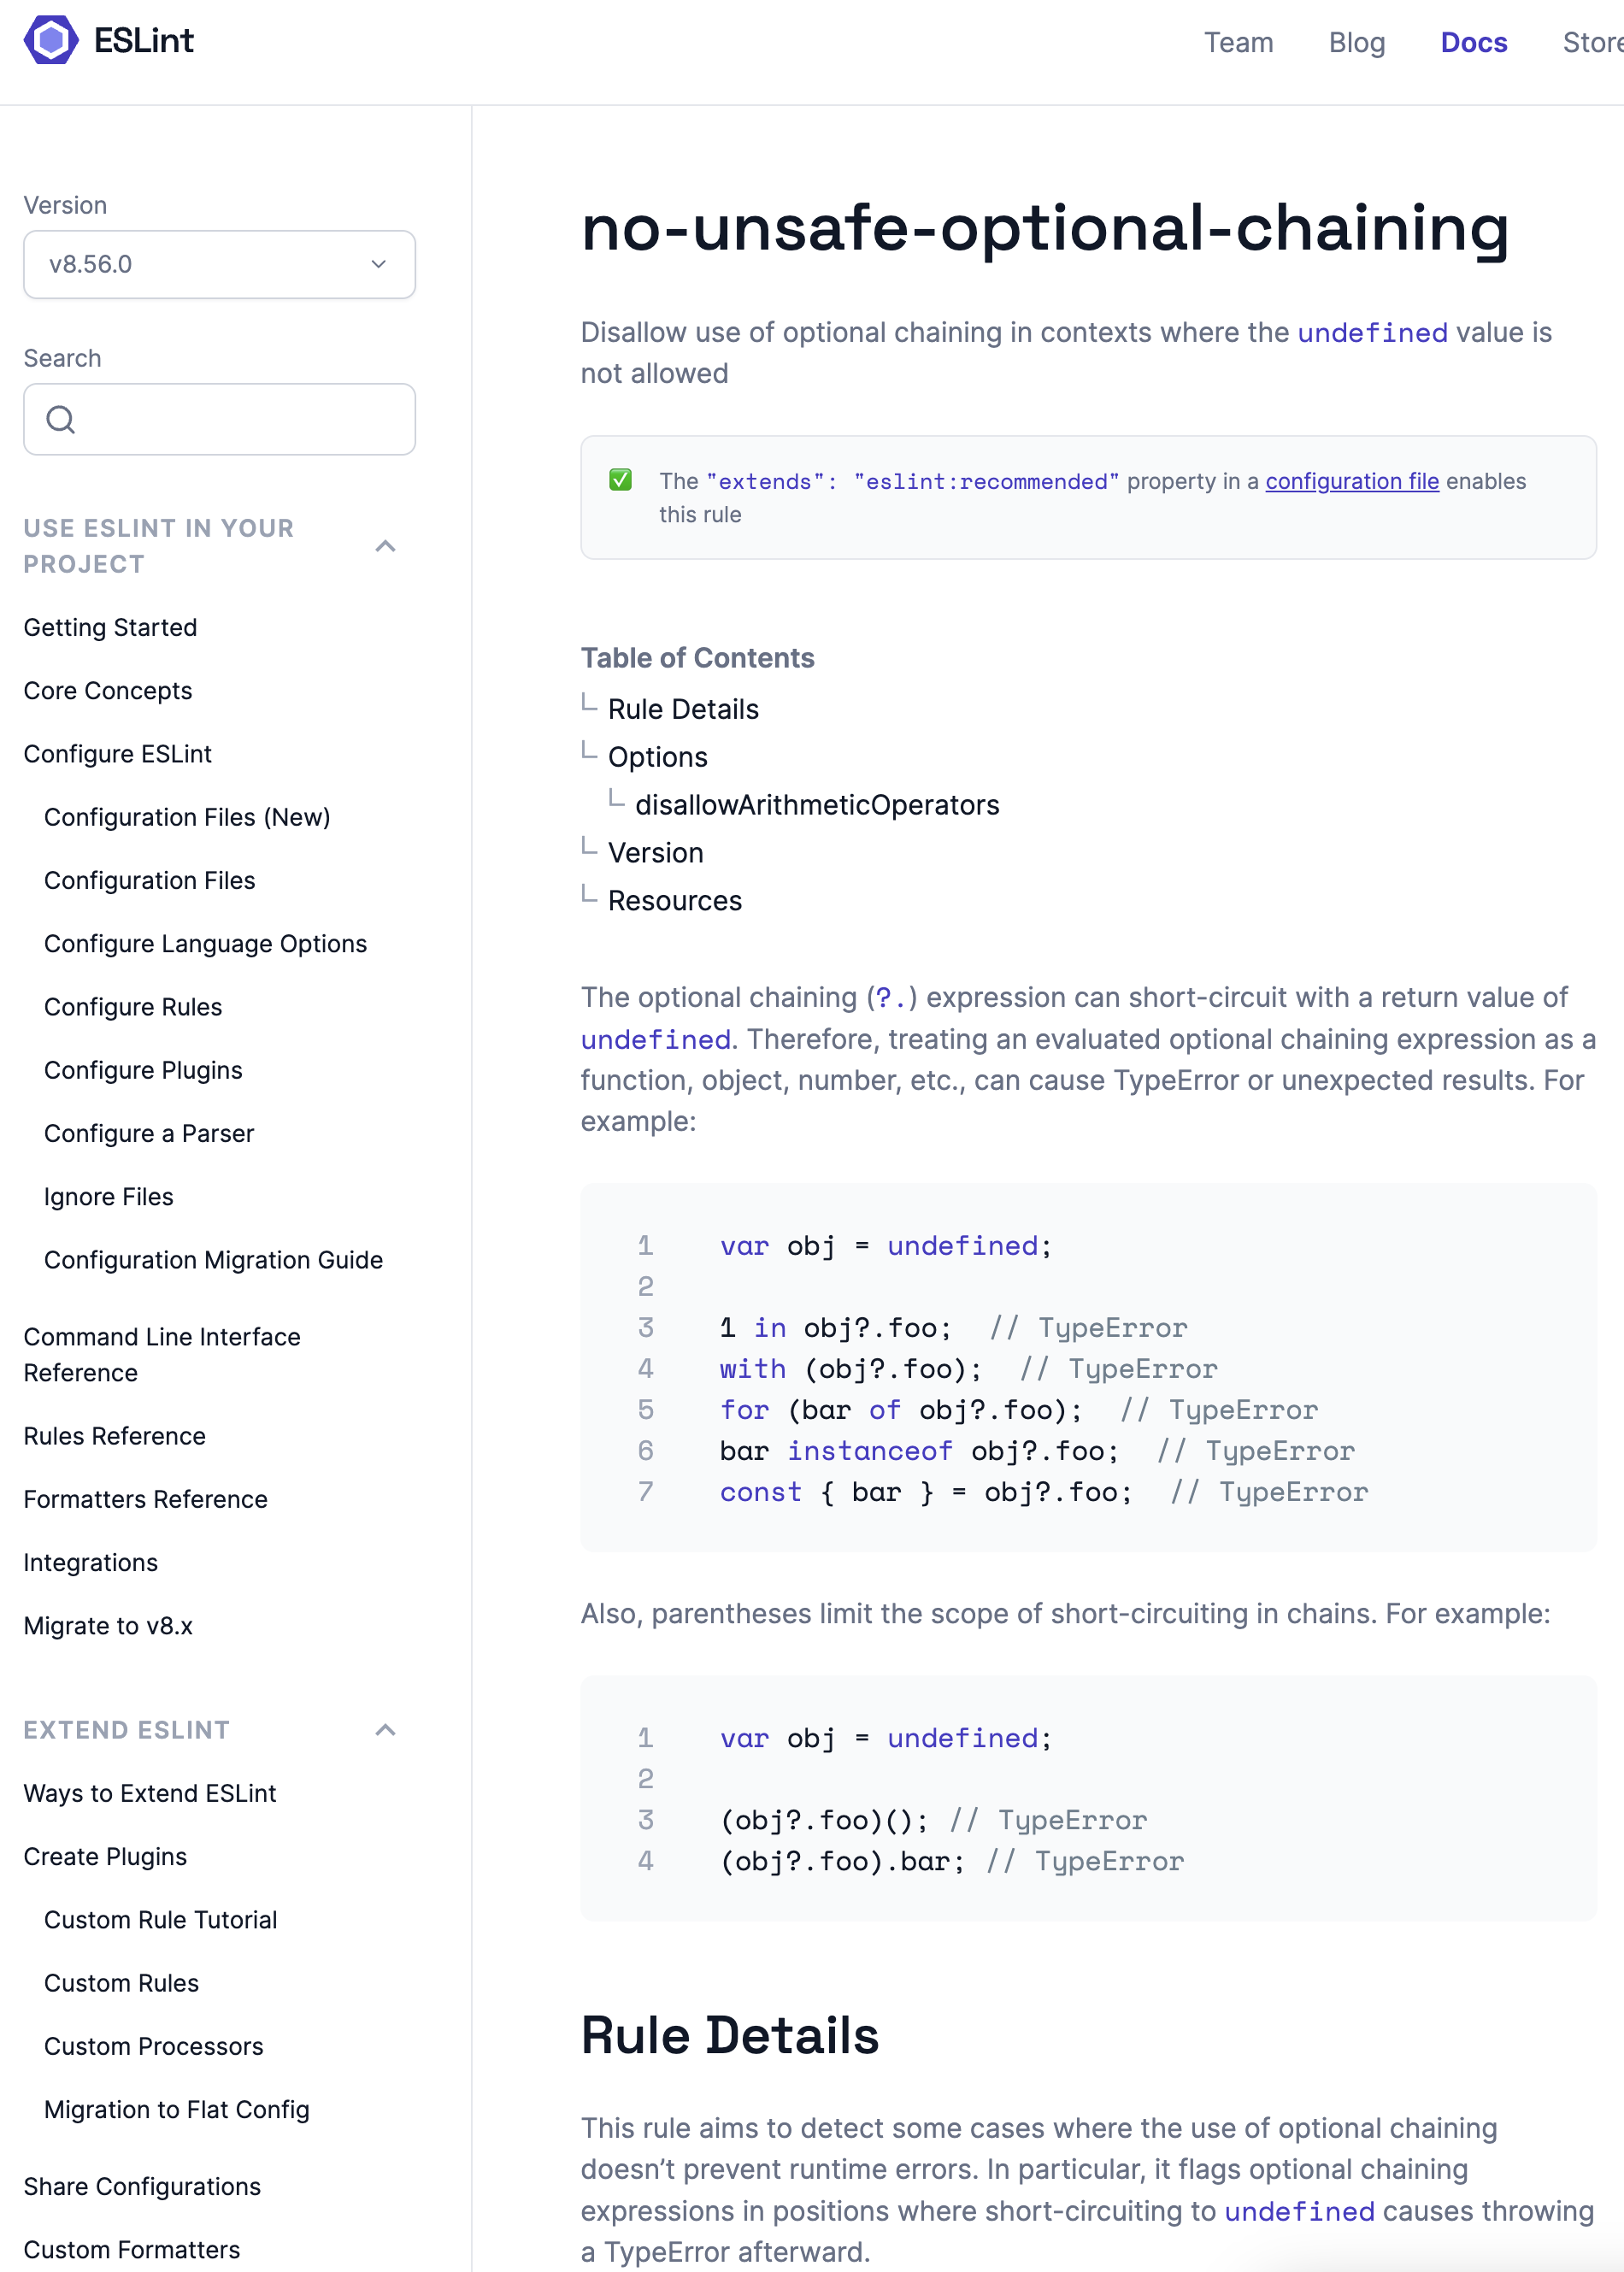 ESLint
Team
Blog
Docs
Store
Version
v8.56.0
Search
USE ESLINT IN YOUR
PROJECT
Getting Started
Core Concepts
Configure ESLint
Configuration Files (New)
Configuration Files
Configure Language Options
Configure Rules
Configure Plugins
Configure a Parser
Ignore Files
Configuration Migration Guide
Command Line Interface
Reference
Rules Reference
Formatters Reference
Integrations
Migrate to v8.x
EXTEND ESLINT
Ways to Extend ESLint
Create Plugins
Custom Rule Tutorial
Custom Rules
Custom Processors
Migration to Flat Config
Share Configurations
Custom Formatters
no-unsafe-optional-chaining
Disallow use of optional chaining in contexts where the undefined value is
not allowed
✅ The "extends": "eslint:recommended" property in a configuration file enables
this rule
Table of Contents
Rule Details
Options
disallowArithmeticOperators
Version
Resources
The optional chaining (?.) expression can short-circuit with a return value of
undefined. Therefore, treating an evaluated optional chaining expression as a
function, object, number, etc., can cause TypeError or unexpected results. For
example:
1 var obj = undefined;
2
3 1 in obj?.foo;  // TypeError
4 with (obj?.foo);  // TypeError
5 for (bar of obj?.foo);  // TypeError
6 bar instanceof obj?.foo;  // TypeError
7 const { bar } = obj?.foo;  // TypeError
Also, parentheses limit the scope of short-circuiting in chains. For example:
1 var obj = undefined;
2
3 (obj?.foo)(); // TypeError
4 (obj?.foo).bar; // TypeError
Rule Details
This rule aims to detect some cases where the use of optional chaining
doesn’t prevent runtime errors. In particular, it flags optional chaining
expressions in positions where short-circuiting to undefined causes throwing
a TypeError afterward.